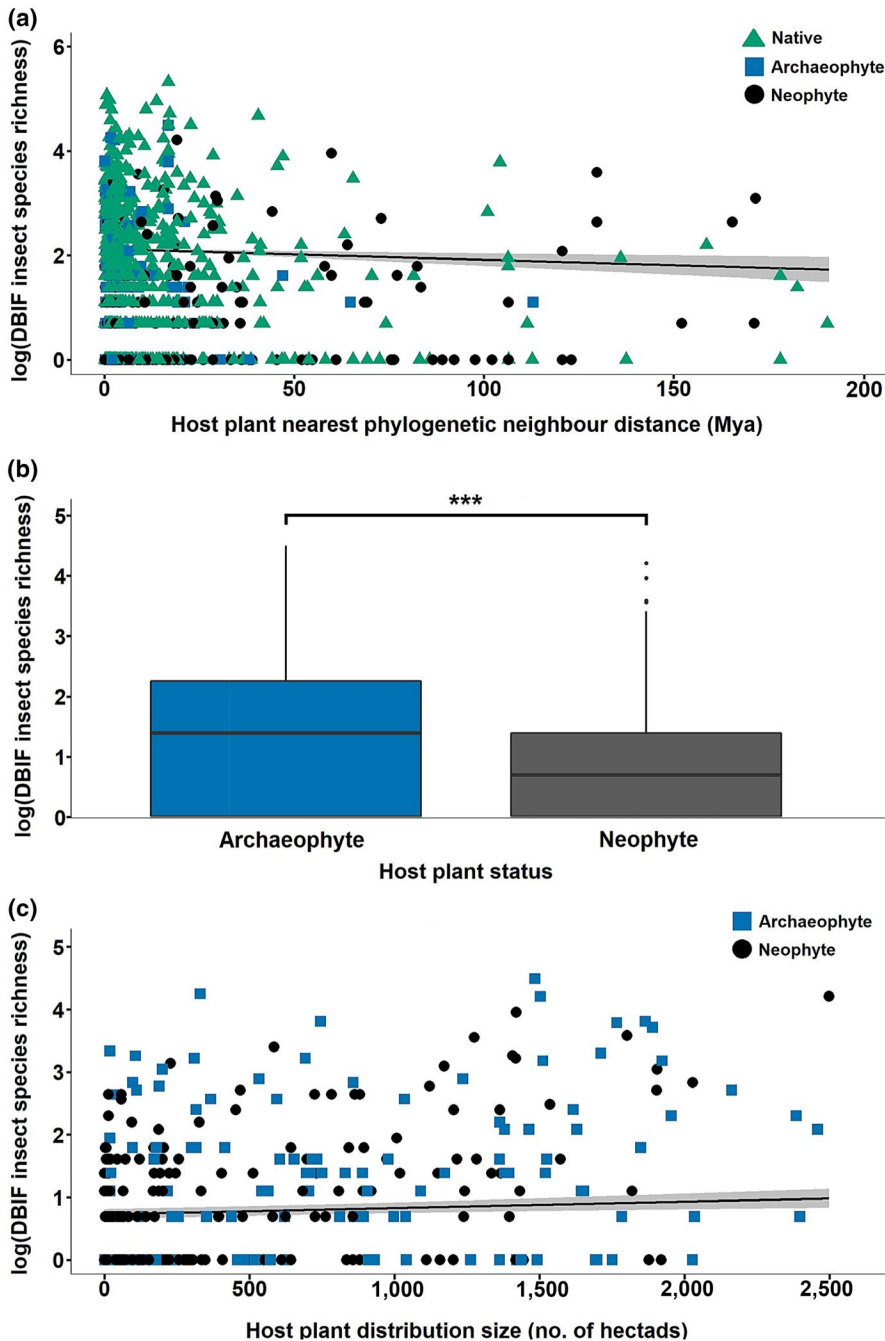 (a)
log(DBIF insect species richness)
6
4
2
0
Native
Archaeophyte
Neophyte
0 50 100 150 200
Host plant nearest phylogenetic neighbour distance (Mya)
(b)
log(DBIF insect species richness)
5
4
3
2
1
0
***
Archaeophyte Neophyte
Host plant status
(c)
log(DBIF insect species richness)
5
4
3
2
1
0
Archaeophyte
Neophyte
0 500 1,000 1,500 2,000 2,500
Host plant distribution size (no. of hectads)